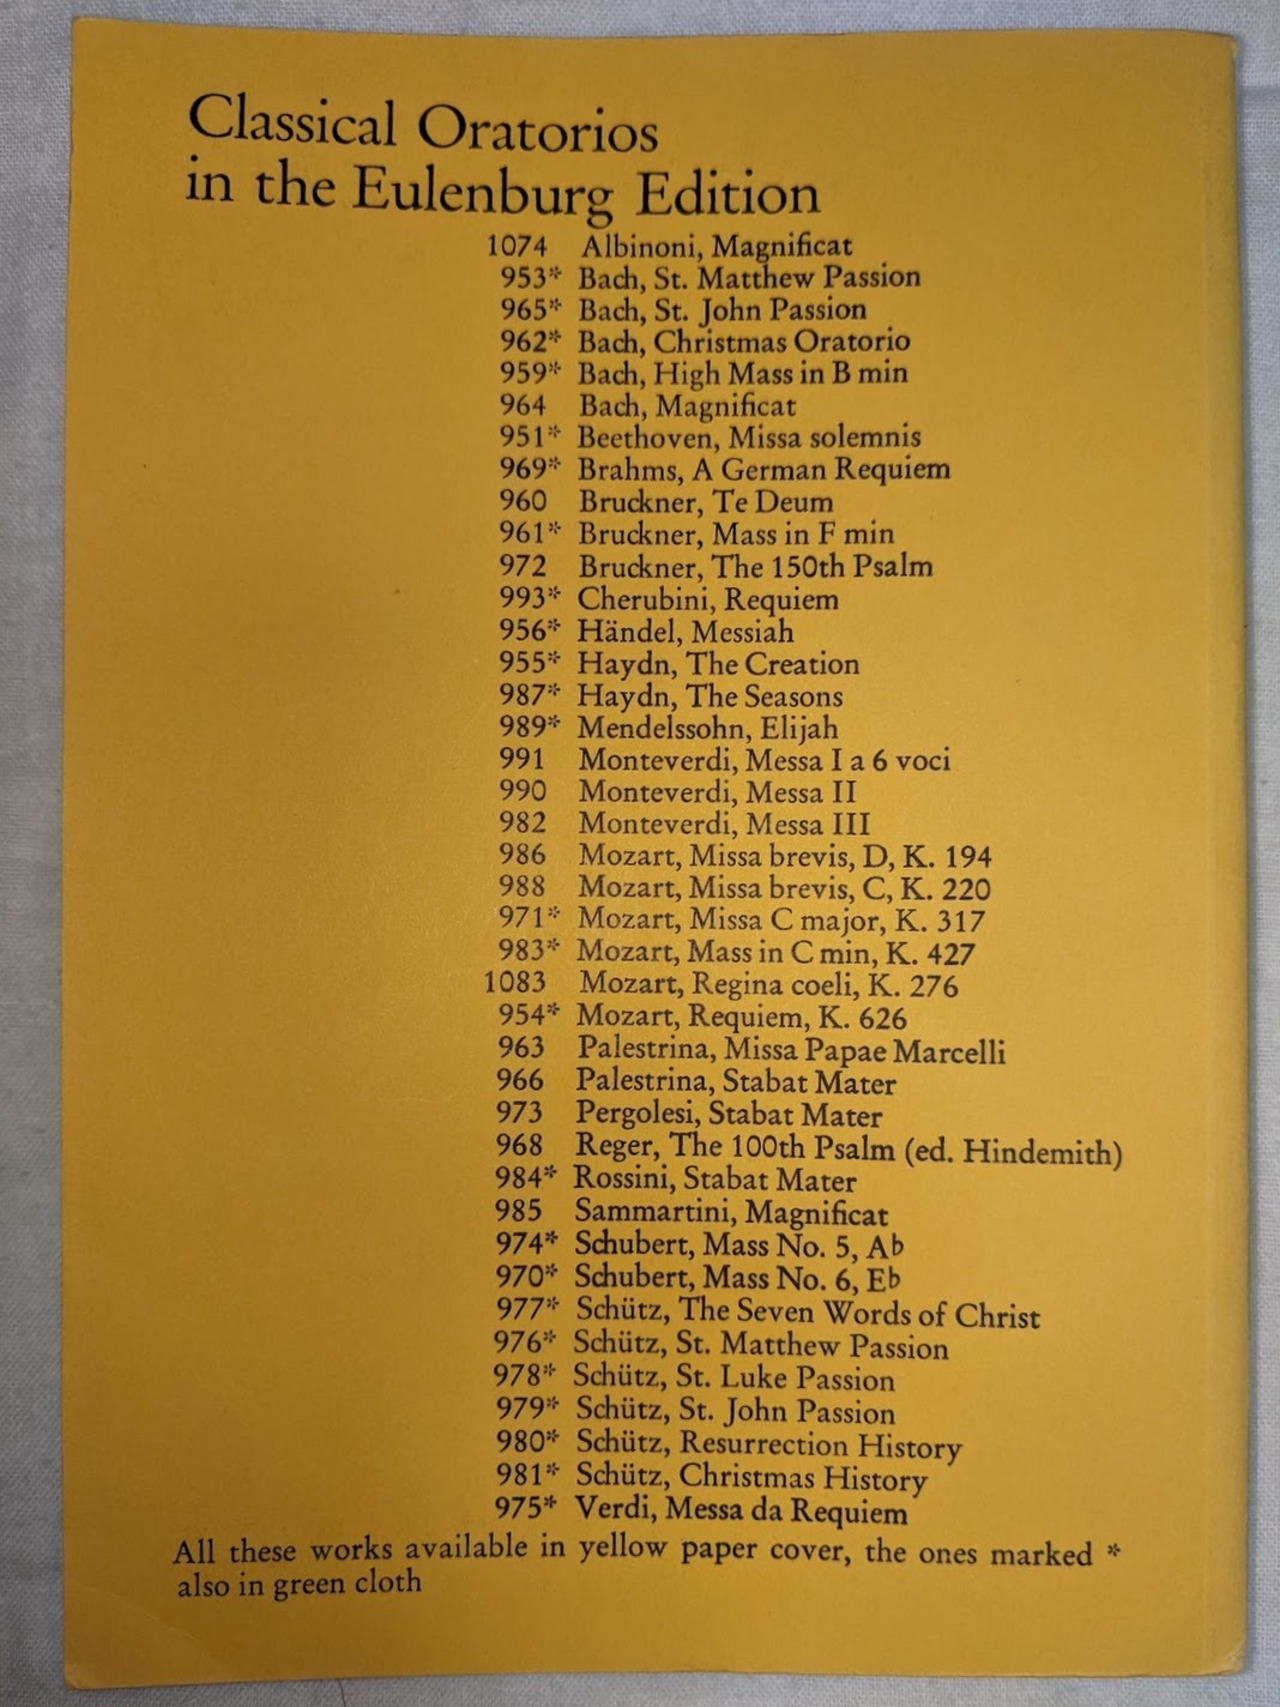 Classical Oratorios
in the Eulenburg Edition
1074 Albinoni, Magnificat
953* Bach, St. Matthew Passion
965* Bach, St. John Passion
962* Bach, Christmas Oratorio
959* Bach, High Mass in B min
964 Bach, Magnificat
951* Beethoven, Missa solemnis
969* Brahms, A German Requiem
960 Bruckner, Te Deum
961* Bruckner, Mass in F min
972 Bruckner, The 150th Psalm
993* Cherubini, Requiem
956* Händel, Messiah
955* Haydn, The Creation
987* Haydn, The Seasons
989* Mendelssohn, Elijah
991 Monteverdi, Messa I a 6 voci
990 Monteverdi, Messa II
982 Monteverdi, Messa III
986 Mozart, Missa brevis, D, K. 194
988 Mozart, Missa brevis, C, K. 220
971* Mozart, Missa C major, K. 317
983* Mozart, Mass in C min, K. 427
1083 Mozart, Regina coeli, K. 276
954* Mozart, Requiem, K. 626
963 Palestrina, Missa Papae Marcelli
966 Palestrina, Stabat Mater
973 Pergolesi, Stabat Mater
968 Reger, The 100th Psalm (ed. Hindemith)
984* Rossini, Stabat Mater
985 Sammartini, Magnificat
974* Schubert, Mass No. 5, A♭
970* Schubert, Mass No. 6, E♭
977* Schütz, The Seven Words of Christ
976* Schütz, St. Matthew Passion
978* Schütz, St. Luke Passion
979* Schütz, St. John Passion
980* Schütz, Resurrection History
981* Schütz, Christmas History
975* Verdi, Messa da Requiem
All these works available in yellow paper cover, the ones marked *
also in green cloth